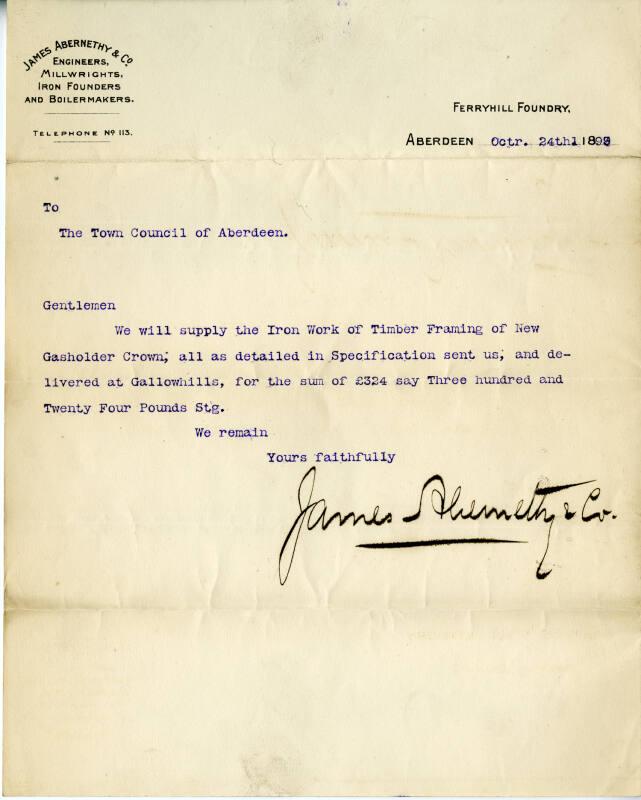 JAMES ABERNETHY & CO.
ENGINEERS,
MILLWRIGHTS,
IRON FOUNDERS
AND BOILERMAKERS.
TELEPHONE Nº 113.
FERRYHILL FOUNDRY,
ABERDEEN Octr. 24th
To
The Town Council of Aberdeen.
Gentlemen
We will supply the Iron Work of Timber Framing of New
Gasholder Crown, all as detailed in Specification sent us, and de-
livered at Gallowhills, for the sum of £324 say Three hundred and
Twenty Four Pounds Stg.
We remain
Yours faithfully
James Abernethy & Co.